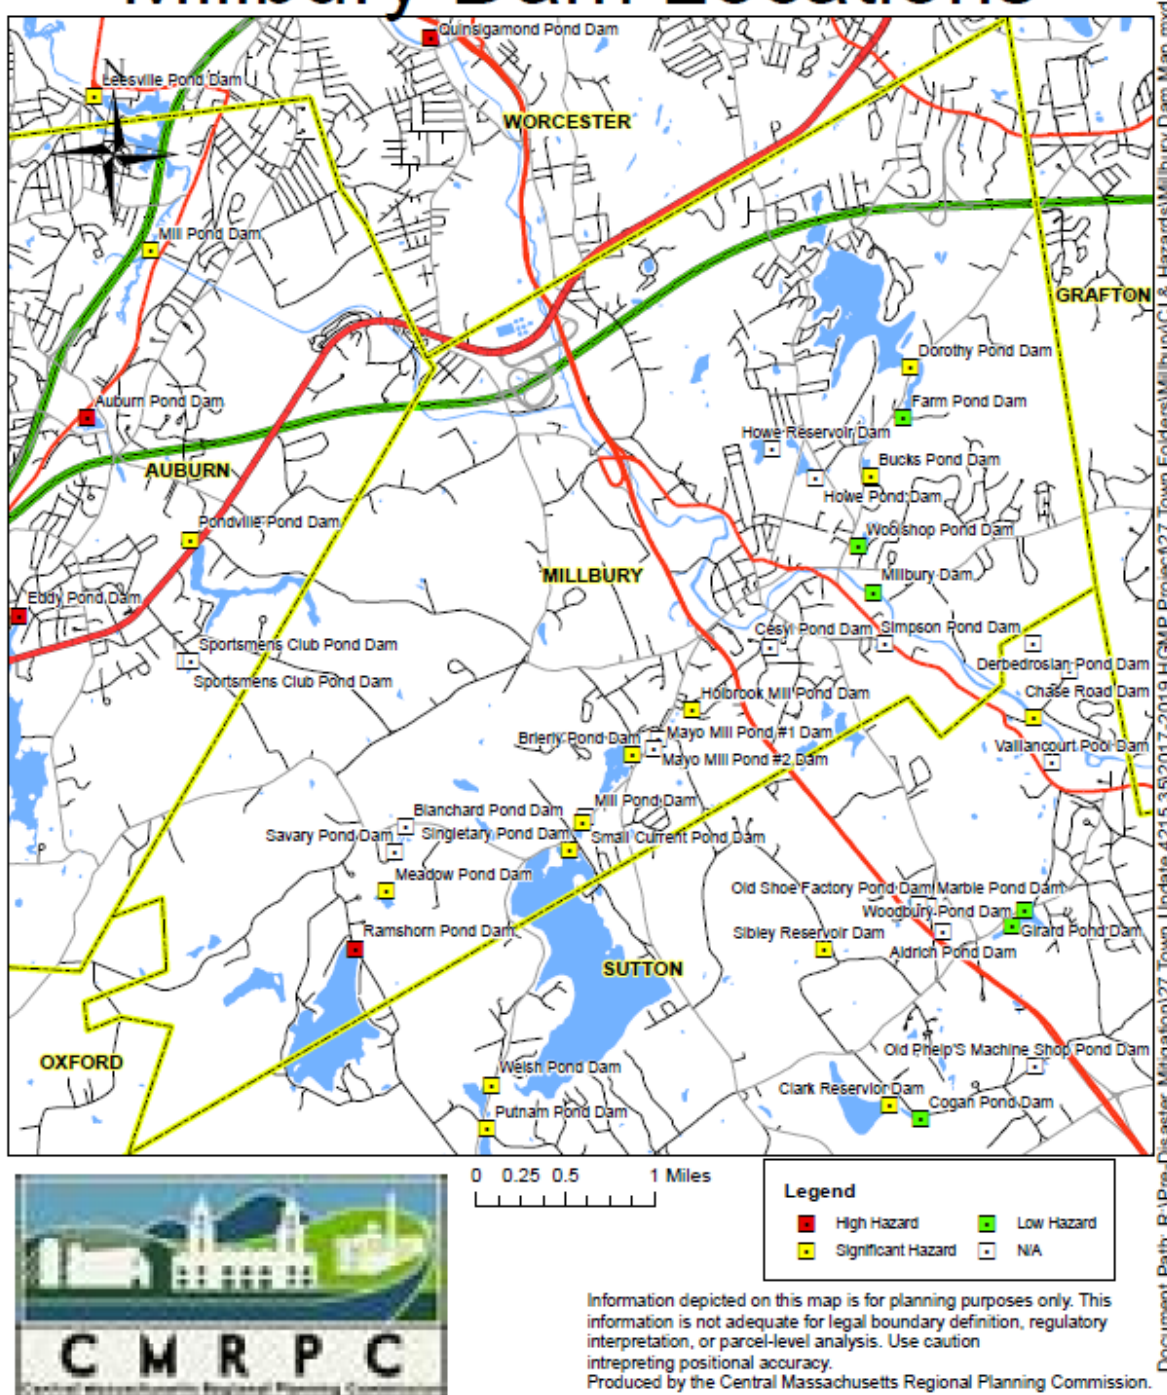 Millbury Dam Locations
Quinsigamond Pond Dam
N
Leesville Pond Dam
WORCESTER
Mill Pond Dam
GRAFTON
Dorothy Pond Dam
Auburn Pond Dam
Farm Pond Dam
Howe Reservoir Dam
AUBURN
Bucks Pond Dam
Howe Pond Dam
Pondville Pond Dam
Woolshop Pond Dam
MILLBURY
Millbury Dam
Eddy Pond Dam
Cesyl Pond Dam
Simpson Pond Dam
Sportsmens Club Pond Dam
Derbedrosian Pond Dam
Sportsmens Club Pond Dam
Holbrook Mill Pond Dam
Chase Road Dam
Brierly Pond Dam
Mayo Mill Pond #1 Dam
Mayo Mill Pond #2 Dam
Vaillancourt Pool Dam
Blanchard Pond Dam
Mill Pond Dam
Savary Pond Dam
Singletary Pond Dam
Small Current Pond Dam
Meadow Pond Dam
Old Shoe Factory Pond Dam
Marble Pond Dam
Woodbury Pond Dam
Ramshorn Pond Dam
Sibley Reservoir Dam
Girard Pond Dam
Aldrich Pond Dam
SUTTON
OXFORD
Old Phelp'S Machine Shop Pond Dam
Welsh Pond Dam
Clark Reservior Dam
Putnam Pond Dam
Cogan Pond Dam
0 0.25 0.5 1 Miles
Legend
High Hazard
Low Hazard
Significant Hazard
N/A
CMRPC
Central Massachusetts Regional Planning Commission
Information depicted on this map is for planning purposes only. This
information is not adequate for legal boundary definition, regulatory
interpretation, or parcel-level analysis. Use caution
intrepreting positional accuracy.
Produced by the Central Massachusetts Regional Planning Commission.